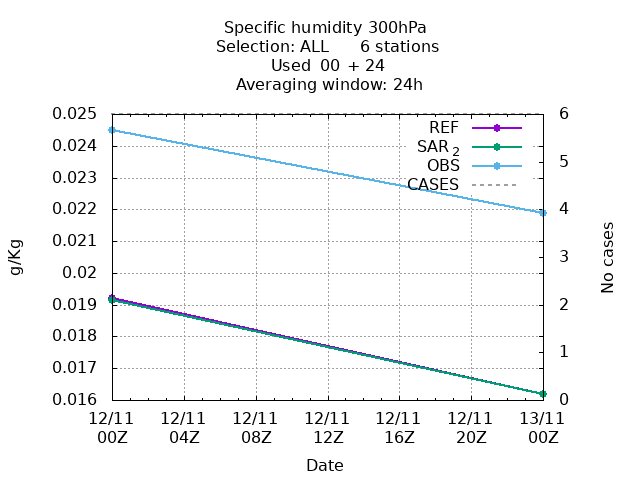 Specific humidity 300hPa
Selection: ALL 6 stations
Used 00 + 24
Averaging window: 24h
0.025
0.024
0.023
0.022
0.021
0.02
0.019
0.018
0.017
0.016
g/Kg
6
5
4
3
2
1
0
No cases
REF
SAR 2
OBS
CASES
12/11 12/11 12/11 12/11 12/11 12/11 13/11
00Z 04Z 08Z 12Z 16Z 20Z 00Z
Date